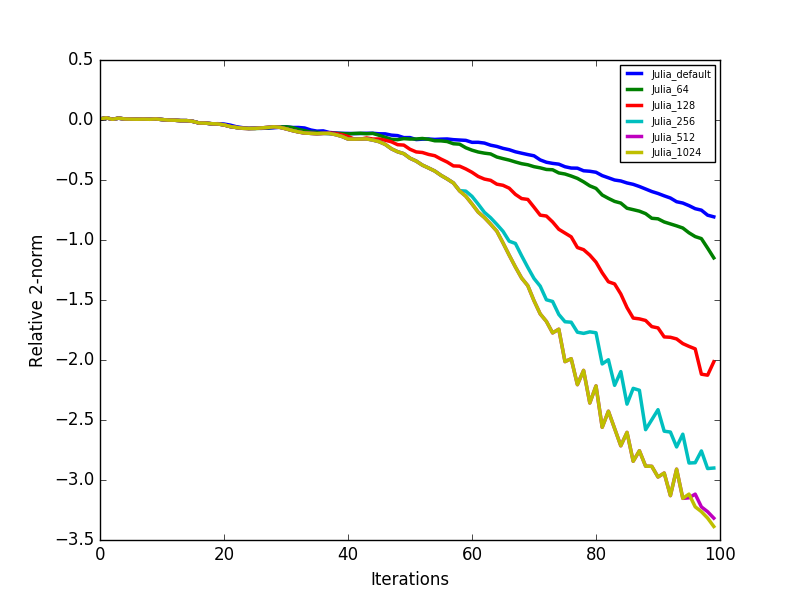 0.5
0.0
−0.5
−1.0
−1.5
−2.0
−2.5
−3.0
−3.5
Relative 2-norm
0
20
40
60
80
100
Iterations
Julia_default
Julia_64
Julia_128
Julia_256
Julia_512
Julia_1024